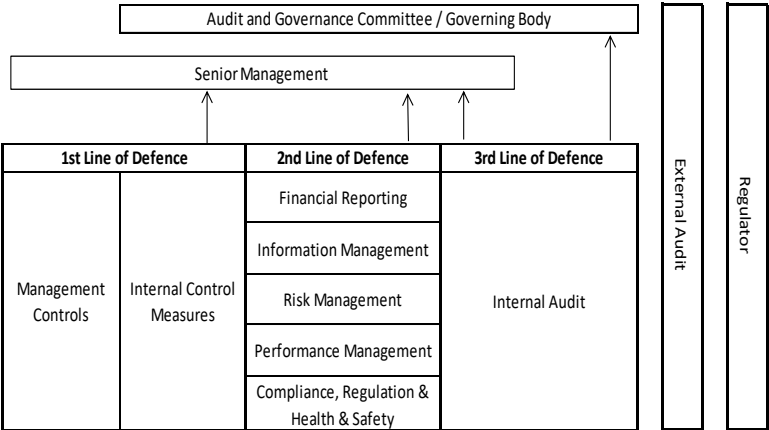 Audit and Governance Committee / Governing Body
Senior Management
1st Line of Defence
2nd Line of Defence
3rd Line of Defence
Management
Controls
Internal Control
Measures
Financial Reporting
Information Management
Risk Management
Performance Management
Compliance, Regulation &
Health & Safety
Internal Audit
External Audit
Regulator